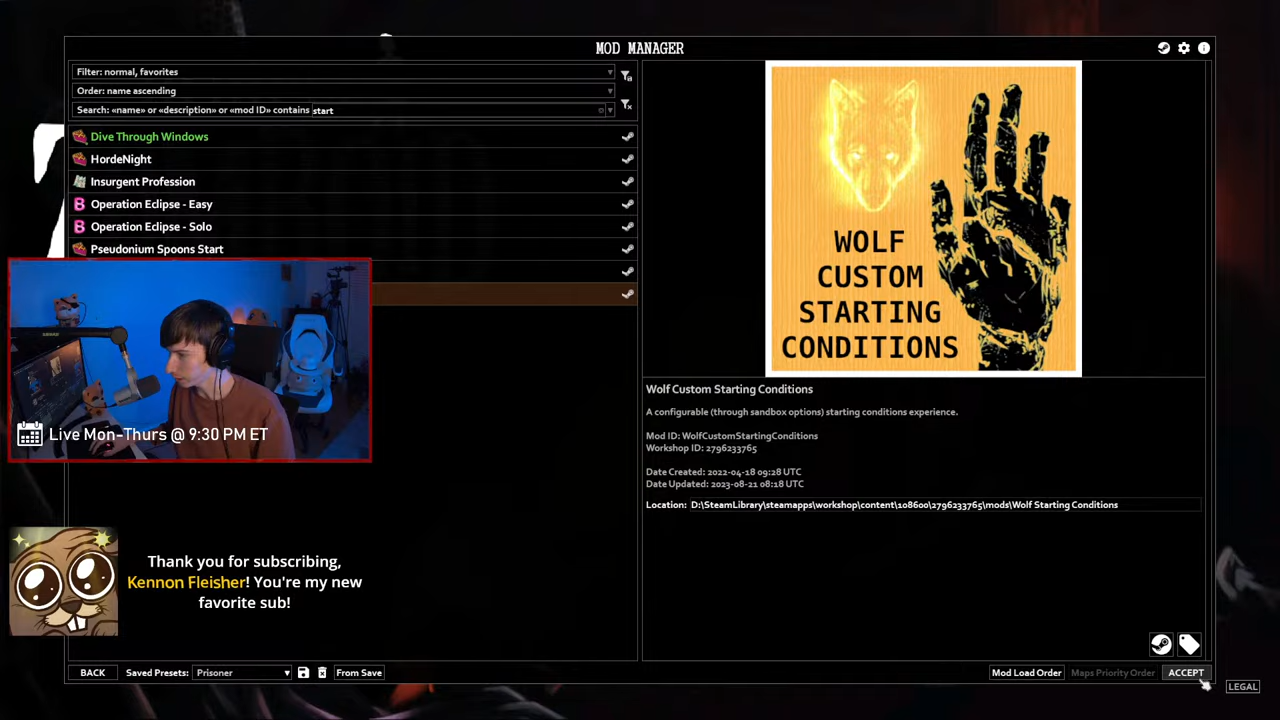 MOD MANAGER
Filter: normal, favorites
Order: name ascending
Search: «name» or «description» or «mod ID» contains start
Dive Through Windows
HordeNight
Insurgent Profession
B Operation Eclipse - Easy
B Operation Eclipse - Solo
Pseudonium Spoons Start
Live Mon-Thurs @ 9:30 PM ET
Thank you for subscribing,
Kennon Fleisher! You're my new
favorite sub!
WOLF
CUSTOM
STARTING
CONDITIONS
Wolf Custom Starting Conditions
A configurable (through sandbox options) starting conditions experience.
Mod ID: WolfCustomStartingConditions
Workshop ID: 2796233765
Date Created: 2022-04-18 09:28 UTC
Date Updated: 2023-08-21 08:18 UTC
Location: D:\SteamLibrary\steamapps\workshop\content\108600\2796233765\mods\Wolf Starting Conditions
BACK Saved Presets: Prisoner From Save Mod Load Order Maps Priority Order ACCEPT
LEGAL